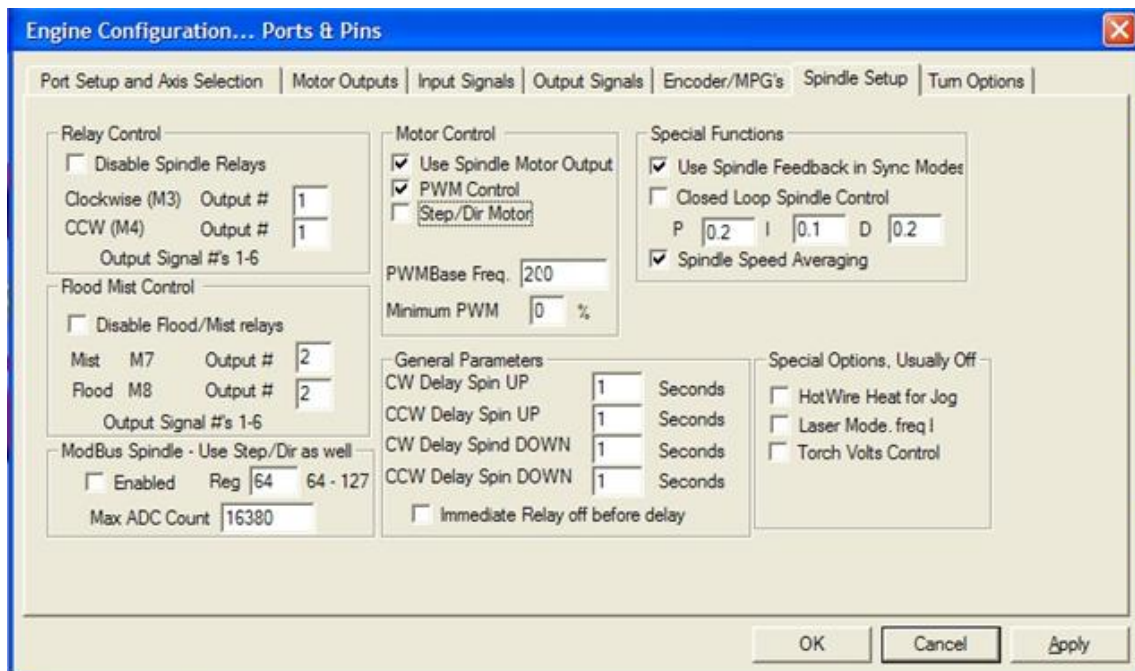 Engine Configuration... Ports & Pins
Port Setup and Axis Selection
Motor Outputs
Input Signals
Output Signals
Encoder/MPG's
Spindle Setup
Turn Options
Relay Control
Disable Spindle Relays
Clockwise (M3) Output # 1
CCW (M4) Output # 1
Output Signal #'s 1-6
Flood Mist Control
Disable Flood/Mist relays
Mist M7 Output # 2
Flood M8 Output # 2
Output Signal #'s 1-6
ModBus Spindle - Use Step/Dir as well
Enabled Reg 64 64 - 127
Max ADC Count 16380
Motor Control
Use Spindle Motor Output
PWM Control
Step/Dir Motor
PWMBase Freq. 200
Minimum PWM 0 %
General Parameters
CW Delay Spin UP 1 Seconds
CCW Delay Spin UP 1 Seconds
CW Delay Spind DOWN 1 Seconds
CCW Delay Spin DOWN 1 Seconds
Immediate Relay off before delay
Special Functions
Use Spindle Feedback in Sync Modes
Closed Loop Spindle Control
P 0.2 I 0.1 D 0.2
Spindle Speed Averaging
Special Options, Usually Off
HotWire Heat for Jog
Laser Mode. freq l
Torch Volts Control
OK
Cancel
Apply